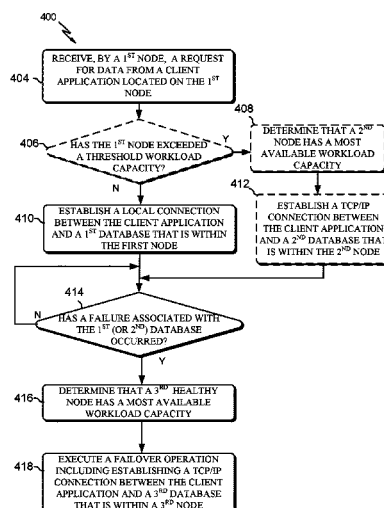 400
404
RECEIVE, BY A 1ST NODE, A REQUEST
FOR DATA FROM A CLIENT
APPLICATION LOCATED ON THE 1ST
NODE
406
HAS THE 1ST NODE EXCEEDED
A THRESHOLD WORKLOAD
CAPACITY?
Y
N
408
DETERMINE THAT A 2ND
NODE HAS A MOST
AVAILABLE WORKLOAD
CAPACITY
410
ESTABLISH A LOCAL CONNECTION
BETWEEN THE CLIENT APPLICATION
AND A 1ST DATABASE THAT IS WITHIN
THE FIRST NODE
412
ESTABLISH A TCP/IP
CONNECTION BETWEEN
THE CLIENT APPLICATION
AND A 2ND DATABASE THAT
IS WITHIN THE 2ND NODE
414
N
HAS A FAILURE ASSOCIATED WITH
THE 1ST (OR 2ND) DATABASE
OCCURRED?
Y
416
DETERMINE THAT A 3RD HEALTHY
NODE HAS A MOST AVAILABLE
WORKLOAD CAPACITY
418
EXECUTE A FAILOVER OPERATION
INCLUDING ESTABLISHING A TCP/IP
CONNECTION BETWEEN THE CLIENT
APPLICATION AND A 3RD DATABASE
THAT IS WITHIN A 3RD NODE